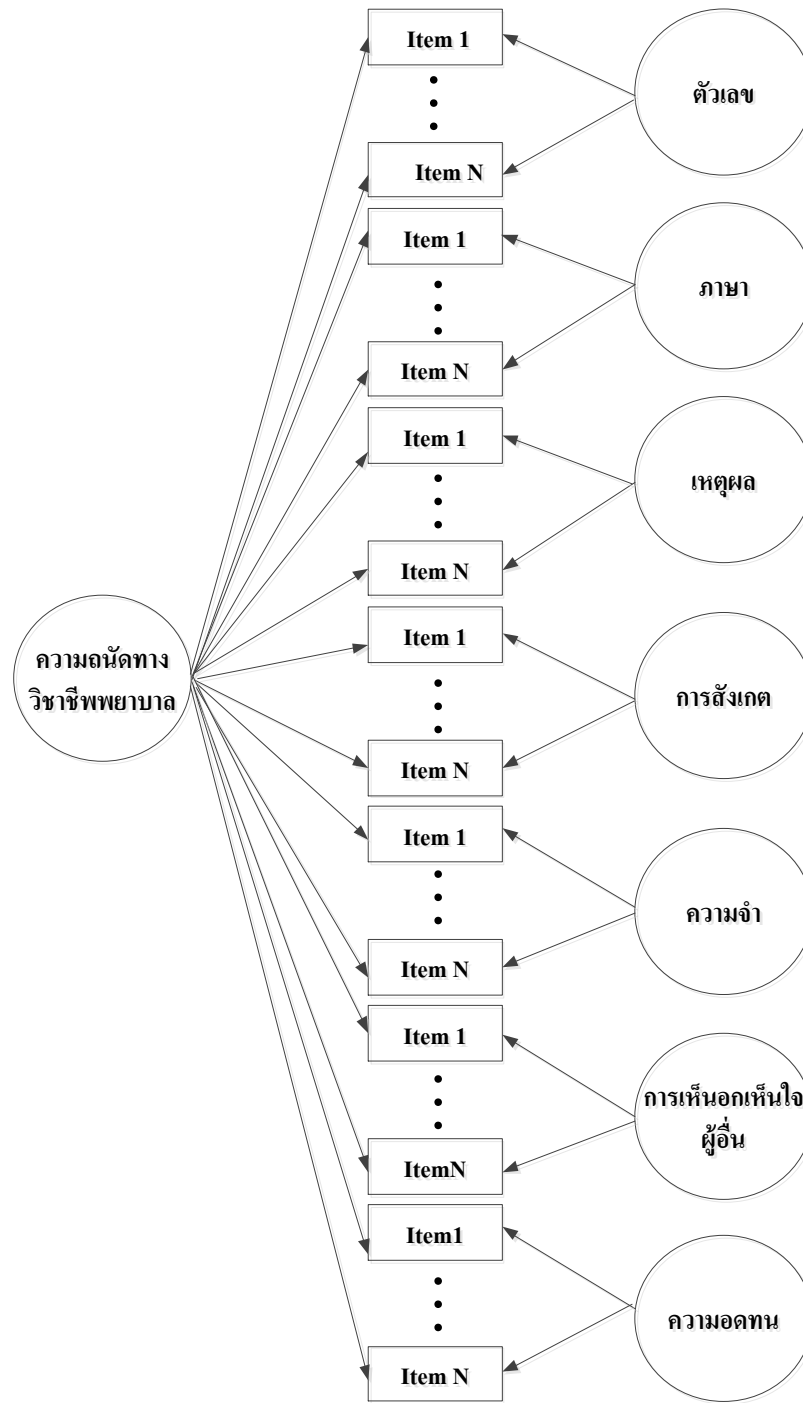 Item 1
ตัวเลข
Item N
Item 1
ภาษา
Item N
Item 1
เหตุผล
Item N
Item 1
ความถนัดทาง
วิชาชีพพยาบาล
การสังเกต
Item N
Item 1
ความจำ
Item N
Item 1
การเห็นอกเห็นใจ
ผู้อื่น
ItemN
Item1
ความอดทน
Item N